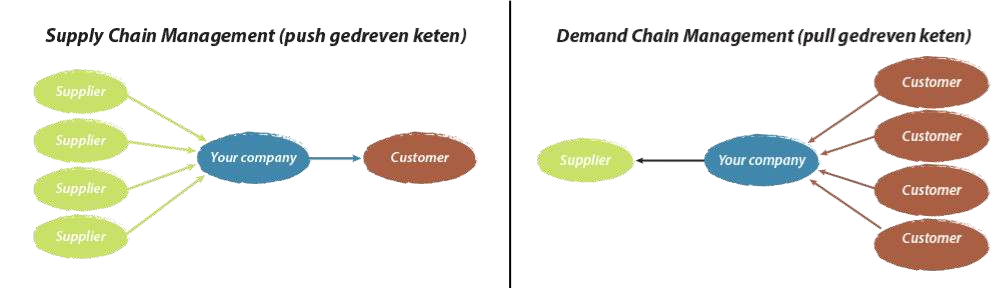 Supply Chain Management (push gedreven keten)
Supplier
Supplier
Supplier
Supplier
Your company
Customer
Demand Chain Management (pull gedreven keten)
Supplier
Your company
Customer
Customer
Customer
Customer